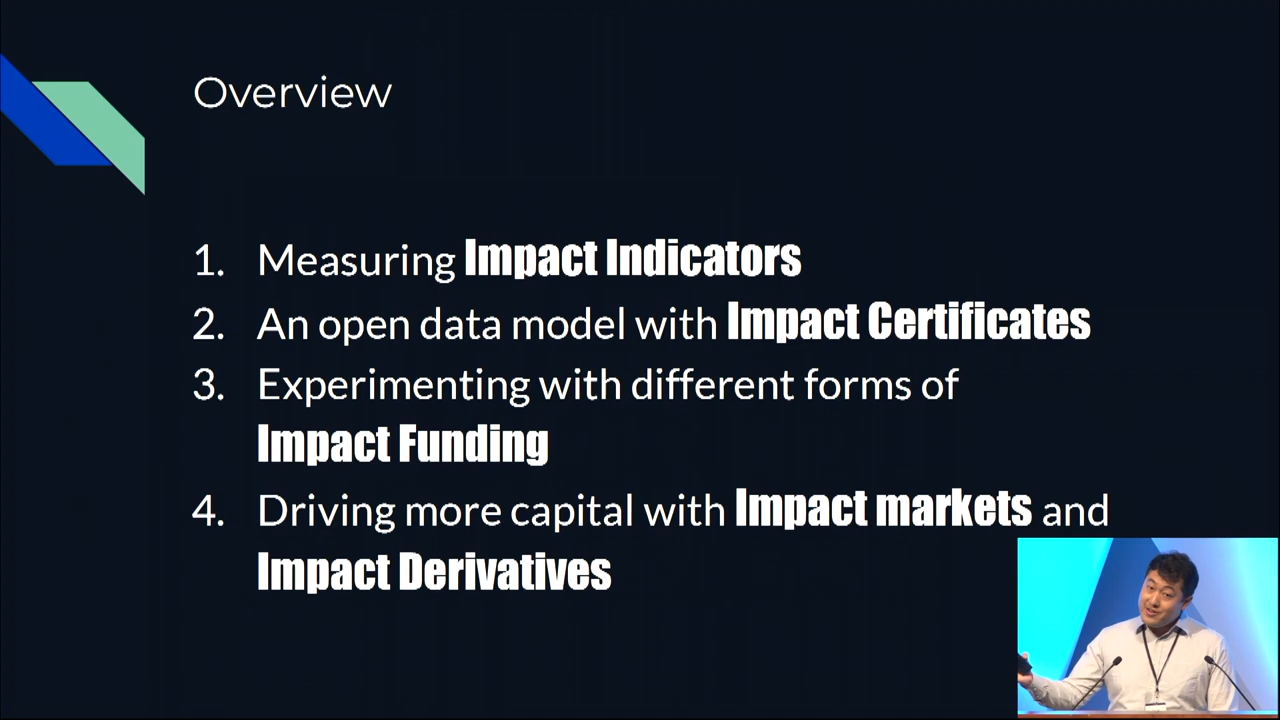 Overview
1. Measuring Impact Indicators
2. An open data model with Impact Certificates
3. Experimenting with different forms of
Impact Funding
4. Driving more capital with Impact markets and
Impact Derivatives